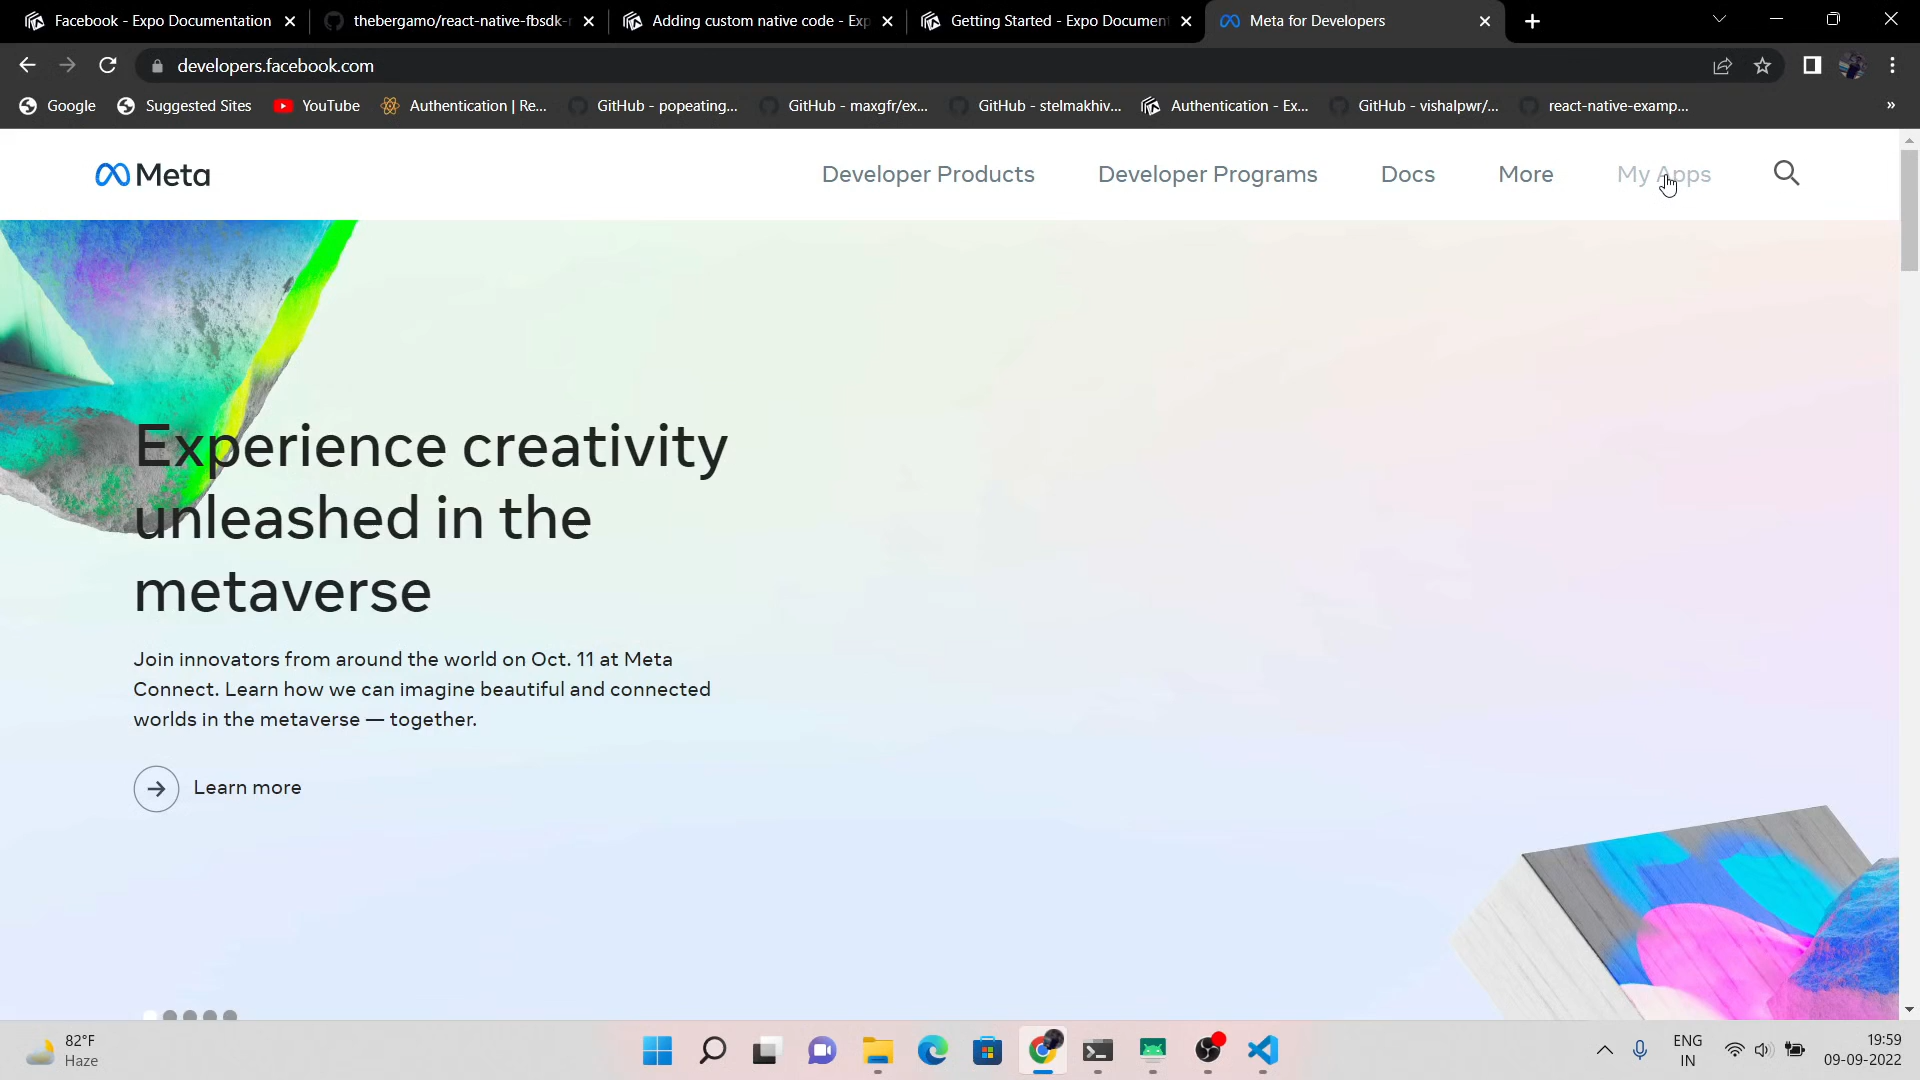 Facebook - Expo Documentation
thebergamo/react-native-fbsdk-
Adding custom native code - Exp
Getting Started - Expo Document
Meta for Developers
developers.facebook.com
Google
Suggested Sites
YouTube
Authentication | Re...
GitHub - popeating...
GitHub - maxgfr/ex...
GitHub - stelmakhiv...
Authentication - Ex...
GitHub - vishalpwr/...
react-native-examp...
»
Meta
Developer Products
Developer Programs
Docs
More
My Apps
Experience creativity
unleashed in the
metaverse
Join innovators from around the world on Oct. 11 at Meta
Connect. Learn how we can imagine beautiful and connected
worlds in the metaverse — together.
Learn more
82°F
Haze
ENG
IN
19:59
09-09-2022